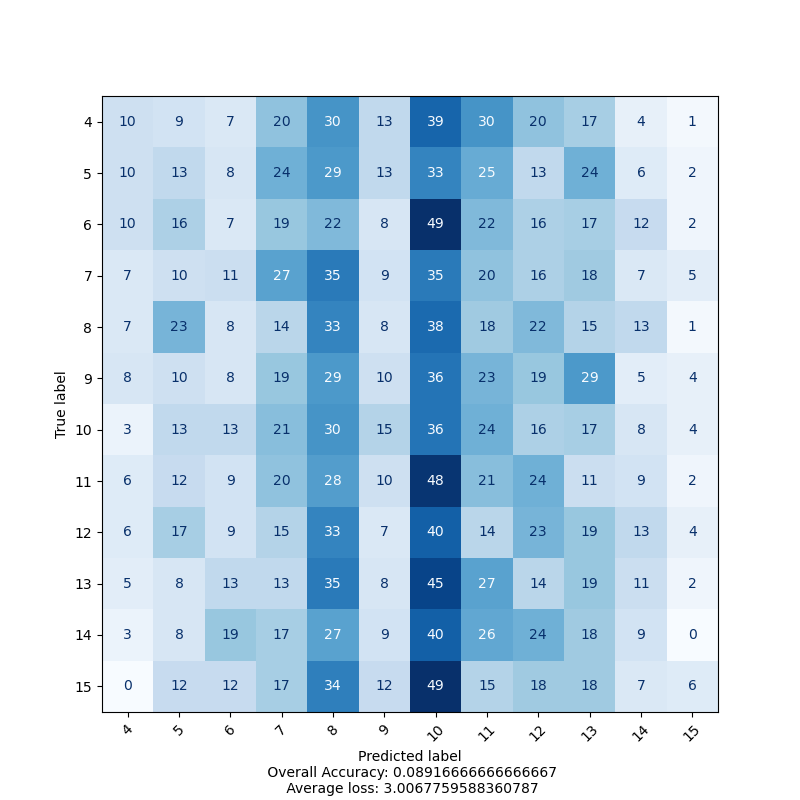 4 10 9 7 20 30 13 39 30 20 17 4 1
5 10 13 8 24 29 13 33 25 13 24 6 2
6 10 16 7 19 22 8 49 22 16 17 12 2
7 7 10 11 27 35 9 35 20 16 18 7 5
8 7 23 8 14 33 8 38 18 22 15 13 1
9 8 10 8 19 29 10 36 23 19 29 5 4
10 3 13 13 21 30 15 36 24 16 17 8 4
11 6 12 9 20 28 10 48 21 24 11 9 2
12 6 17 9 15 33 7 40 14 23 19 13 4
13 5 8 13 13 35 8 45 27 14 19 11 2
14 3 8 19 17 27 9 40 26 24 18 9 0
15 0 12 12 17 34 12 49 15 18 18 7 6
True label
4 5 6 7 8 9 10 11 12 13 14 15
Predicted label
Overall Accuracy: 0.08916666666666667
Average loss: 3.0067759588360787